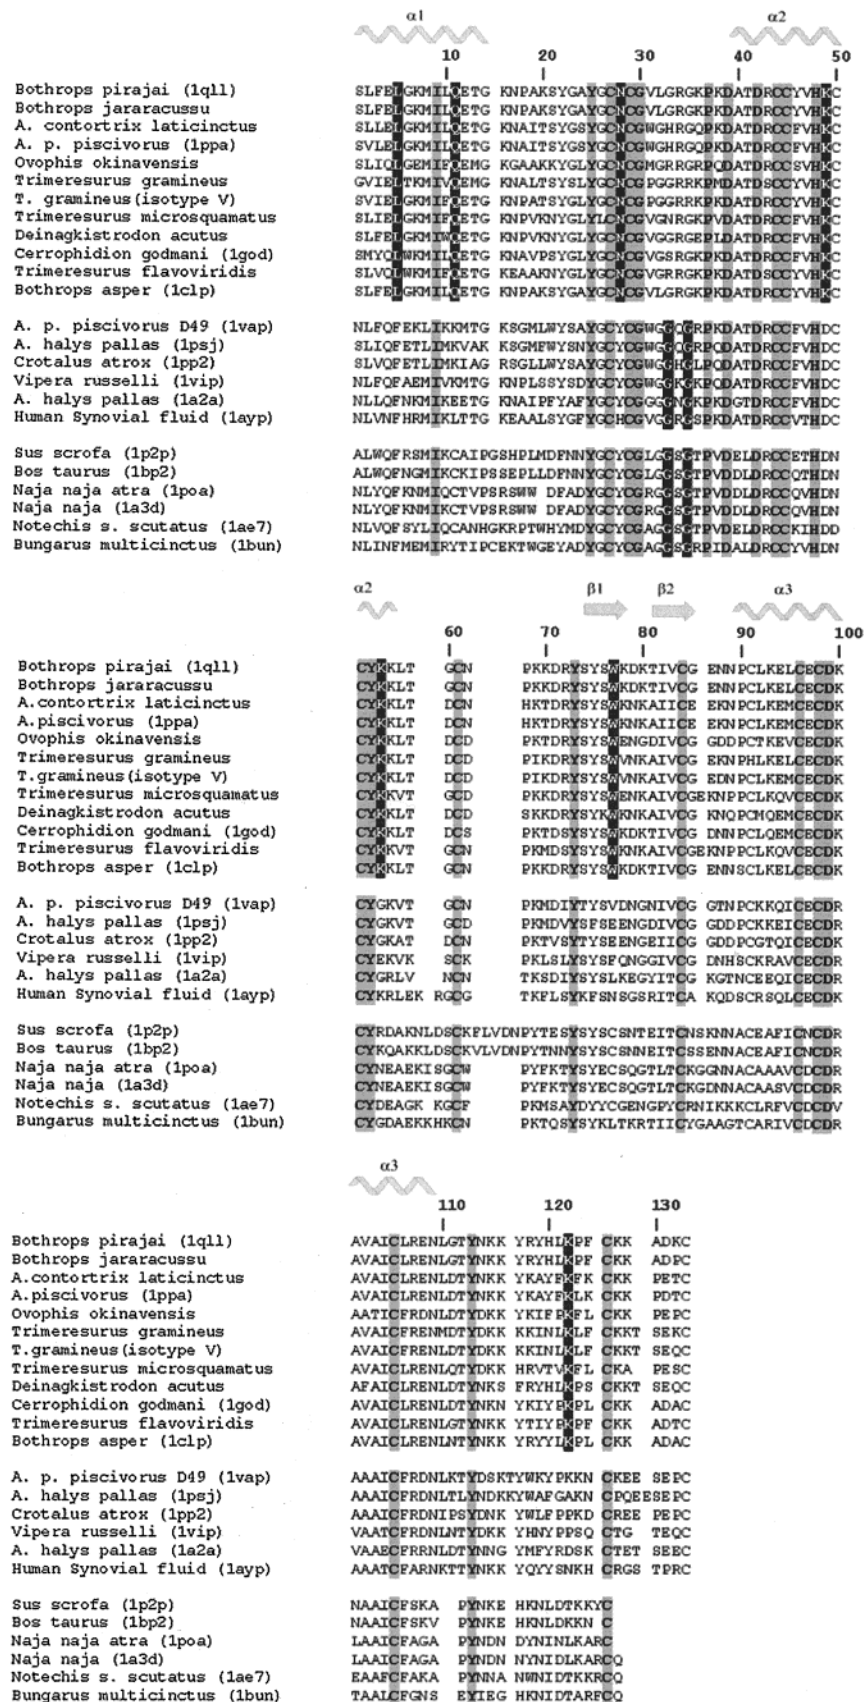 α1 α2
10 20 30 40 50
Bothrops pirajai (1qll) SLFELGKMILQETG KNPAKSYGAYGCNCGVLGRGKPKDATDRCCYVHKC
Bothrops jararacussu SLFELGKMILQETG KNPAKSYGAYGCNCGVLGRGKPKDATDRCCYVHKC
A. contortrix laticinctus SLLELGKMILQETG KNAITSYGSYGCNCGWGHRGQPKDATDRCCFVHKC
A. p. piscivorus (1ppa) SVLELGKMILQETG KNAITSYGSYGCNCGWGHRGQPKDATDRCCFVHKC
Ovophis okinavensis SLIQLGEMIFQEMG KGAAKKYGLYGCNCGMGRRGRPQDATDRCCSVHKC
Trimeresurus gramineus GVIELTKMIVQEMG KNALTSYSLYGCNCGPGGRRKPMDATDSCCYVHKC
T. gramineus(isotype V) SVIELGKMIFQETG KNPATSYGLYGCNCGPGGRRKPKDATDRCCYVHKC
Trimeresurus microsquamatus SLIELGKMIFQETG KNPVKNYGLYLCNCGVGNRGKPVDATDRCCFVHKC
Deinagkistrodon acutus SLFELGKMIWQETG KNPVKNYGLYGCNCGVGGRGEPLDATDRCCFVHKC
Cerrophidion godmani (1god) SMYQLWKMILQETG KNAVPSYGLYGCNCGVGSRGKPKDATDRCCFVHKC
Trimeresurus flavoviridis SLVQLWKMIFQETG KEAAKNYGLYGCNCGVGRRGKPKDATDSCCYVHKC
Bothrops asper (1clp) SLFELGKMILQETG KNPAKSYGAYGCNCGVLGRGKPKDATDRCCYVHKC
A. p. piscivorus D49 (1vap) NLFQFEKLIKKMTG KSGMLWYSAYGCYCGWGGQGRPKDATDRCCFVHDC
A. halys pallas (1psj) SLIQFETLIMKVAK KSGMFWYSNYGCYCGWGGQGRPQDATDRCCFVHDC
Crotalus atrox (1pp2) SLVQFETLIMKIAG RSGLLWYSAYGCYCGWGGHGLPQDATDRCCFVHDC
Vipera russelli (1vip) NLFQFAEMIVKMTG KNPLSSYSDYGCYCGWGGKGKPQDATDRCCFVHDC
A. halys pallas (1a2a) NLLQFNKMIKEETG KNAIPFYAFYGCYCGGGGNGKPKDGTDRCCFVHDC
Human Synovial fluid (1ayp) NLVNFHRMIKLTTG KEAALSYGFYGCHCGVGGRGSPKDATDRCCVTHDC
Sus scrofa (1p2p) ALWQFRSMIKCAIPGSHPLMDFNNYGCYCGLGGSGTPVDELDRCCETHDN
Bos taurus (1bp2) ALWQFNGMIKCKIPSSEPLLDFNNYGCYCGLGGSGTPVDDLDRCCQTHDN
Naja naja atra (1poa) NLYQFKNMIQCTVPSRSWW DFADYGCYCGRGGSGTPVDDLDRCCQVHDN
Naja naja (1a3d) NLYQFKNMIKCTVPSRSWW DFADYGCYCGRGGSGTPVDDLDRCCQVHDN
Notechis s. scutatus (1ae7) NLVQFSYLIQCANHGKRPTWHYMDYGCYCGAGGSGTPVDELDRCCKIHDD
Bungarus multicinctus (1bun) NLINFMEMIRYTIPCEKTWGEYADYGCYCGAGGSGRPIDALDRCCYVHDN
α2 β1 β2 α3
60 70 80 90 100
Bothrops pirajai (1qll) CYKKLT GCN PKKDRYSYSWKDKTIVCG ENNPCLKELCECDK
Bothrops jararacussu CYKKLT GCN PKKDRYSYSWKDKTIVCG ENNPCLKELCECDK
A.contortrix laticinctus CYKKLT DCN HKTDRYSYSWKNKAIICE EKNPCLKEMCECDK
A.piscivorus (1ppa) CYKKLT DCN HKTDRYSYSWKNKAIICE EKNPCLKEMCECDK
Ovophis okinavensis CYKKLT DCD PKTDRYSYSWENGDIVCG GDDPCTKEVCECDK
Trimeresurus gramineus CYKKLT DCD PIKDRYSYSWVNKAIVCG EKNPHLKELCECDK
T.gramineus(isotype V) CYKKLT DCD PIKDRYSYSWVNKAIVCG EDNPCLKEMCECDK
Trimeresurus microsquamatus CYKKVT GCD PKKDRYSYSWENKAIVCGEKNPPCLKQVCECDK
Deinagkistrodon acutus CYKKLT DCD SKKDRYSYKWKNKAIVCG KNQPCMQEMCECDK
Cerrophidion godmani (1god) CYKKLT DCS PKTDSYSYSWKDKTIVCG DNNPCLQEMCECDK
Trimeresurus flavoviridis CYKKVT GCN PKMDSYSYSWKNKAIVCGEKNPPCLKQVCECDK
Bothrops asper (1clp) CYKKLT GCN PKKDRYSYSWKDKTIVCG ENNSCLKELCECDK
A. p. piscivorus D49 (1vap) CYGKVT GCN PKMDIYTYSVDNGNIVCG GTNPCKKQICECDR
A. halys pallas (1psj) CYGKVT GCD PKMDVYSFSEENGDIVCG GDDPCKKEICECDR
Crotalus atrox (1pp2) CYGKAT DCN PKTVSYTYSEENGEIICG GDDPCGTQICECDK
Vipera russelli (1vip) CYEKVK SCK PKLSLYSYSFQNGGIVCG DNHSCKRAVCECDR
A. halys pallas (1a2a) CYGRLV NCN TKSDIYSYSLKEGYITCG KGTNCEEQICECDR
Human Synovial fluid (1ayp) CYKRLEK RGCG TKFLSYKFSNSGSRITCA KQDSCRSQLCECDK
Sus scrofa (1p2p) CYRDAKNLDSCKFLVDNPYTESYSYSCSNTEITCNSKNNACEAFICNCDR
Bos taurus (1bp2) CYKQAKKLDSCKVLVDNPYTNNYSYSCSNNEITCSSENNACEAFICNCDR
Naja naja atra (1poa) CYNEAEKISGCW PYFKTYSYECSQGTLTCKGGNNACAAAVCDCDR
Naja naja (1a3d) CYNEAEKISGCW PYFKTYSYECSQGTLTCKGDNNACAASVCDCDR
Notechis s. scutatus (1ae7) CYDEAGK KGCF PKMSAYDYYCGENGPYCRNIKKKCLRFVCDCDV
Bungarus multicinctus (1bun) CYGDAEKKHKCN PKTQSYSYKLTKRTIICYGAAGTCARIVCDCDR
α3
110 120 130
Bothrops pirajai (1qll) AVAICLRENLGTYNKK YRYHLKPF CKK ADKC
Bothrops jararacussu AVAICLRENLGTYNKK YRYHLKPF CKK ADPC
A.contortrix laticinctus AVAICLRENLDTYNKK YKAYFKFK CKK PETC
A.piscivorus (1ppa) AVAICLRENLDTYNKK YKAYFKLK CKK PDTC
Ovophis okinavensis AATICFRDNLDTYDKK YKIFPKFL CKK PEPC
Trimeresurus gramineus AVAICFRENMDTYDKK KKINLKLF CKKT SEKC
T.gramineus(isotype V) AVAICLRENLDTYDKK KKINLKLF CKKT SEQC
Trimeresurus microsquamatus AVAICLRENLQTYDKK HRVTVKFL CKA PESC
Deinagkistrodon acutus AFAICLRENLDTYNKS FRYHLKPS CKKT SEQC
Cerrophidion godmani (1god) AVAICLRENLDTYNKN YKIYPKPL CKK ADAC
Trimeresurus flavoviridis AVAICLRENLGTYNKK YTIYPKPF CKK ADTC
Bothrops asper (1clp) AVAICLRENLNTYNKK YRYYLKPL CKK ADAC
A. p. piscivorus D49 (1vap) AAAICFRDNLKTYDSKTYWKYPKKN CKEE SEPC
A. halys pallas (1psj) AAAICFRDNLTLYNDKKYWAFGAKN CPQEESEPC
Crotalus atrox (1pp2) AAAICFRDNIPSYDNK YWLFPPKD CREE PEPC
Vipera russelli (1vip) VAATCFRDNLNTYDKK YHNYPPSQ CTG TEQC
A. halys pallas (1a2a) VAAECFRRNLDTYNNG YMFYRDSK CTET SEEC
Human Synovial fluid (1ayp) AAATCFARNKTTYNKK YQYYSNKH CRGS TPRC
Sus scrofa (1p2p) NAAICFSKA PYNKE HKNLDTKKYC
Bos taurus (1bp2) NAAICFSKV PYNKE HKNLDKKN C
Naja naja atra (1poa) LAAICFAGA PYNDN DYNINLKARC
Naja naja (1a3d) LAAICFAGA PYNDN NYNIDLKARCQ
Notechis s. scutatus (1ae7) EAAFCFAKA PYNNA NWNIDTKKRCQ
Bungarus multicinctus (1bun) TAALCFGNS EYIEG HKNIDTARFCQ